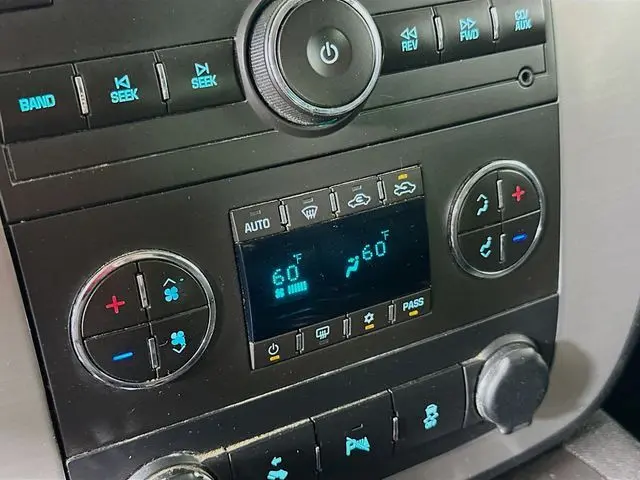 BAND
SEEK
SEEK
REV
FWD
CD/
AUX
AUTO
60°F
60°F
PASS